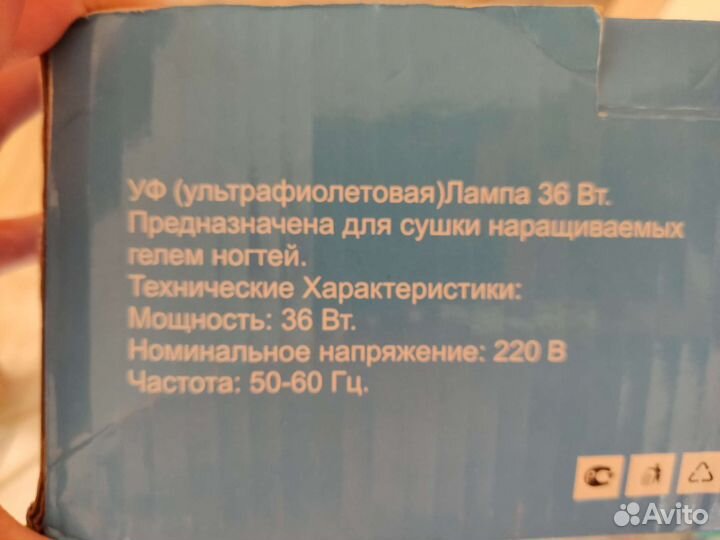 УФ (ультрафиолетовая)Лампа 36 Вт.
Предназначена для сушки наращиваемых
гелем ногтей.
Технические Характеристики:
Мощность: 36 Вт.
Номинальное напряжение: 220 В
Частота: 50-60 Гц.
Avito